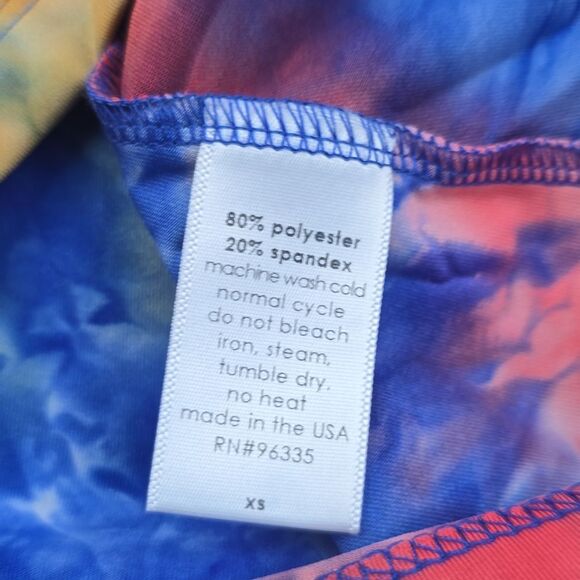 80% polyester
20% spandex
machine wash cold
normal cycle
do not bleach
iron, steam,
tumble dry,
no heat
made in the USA
RN#96335
xs